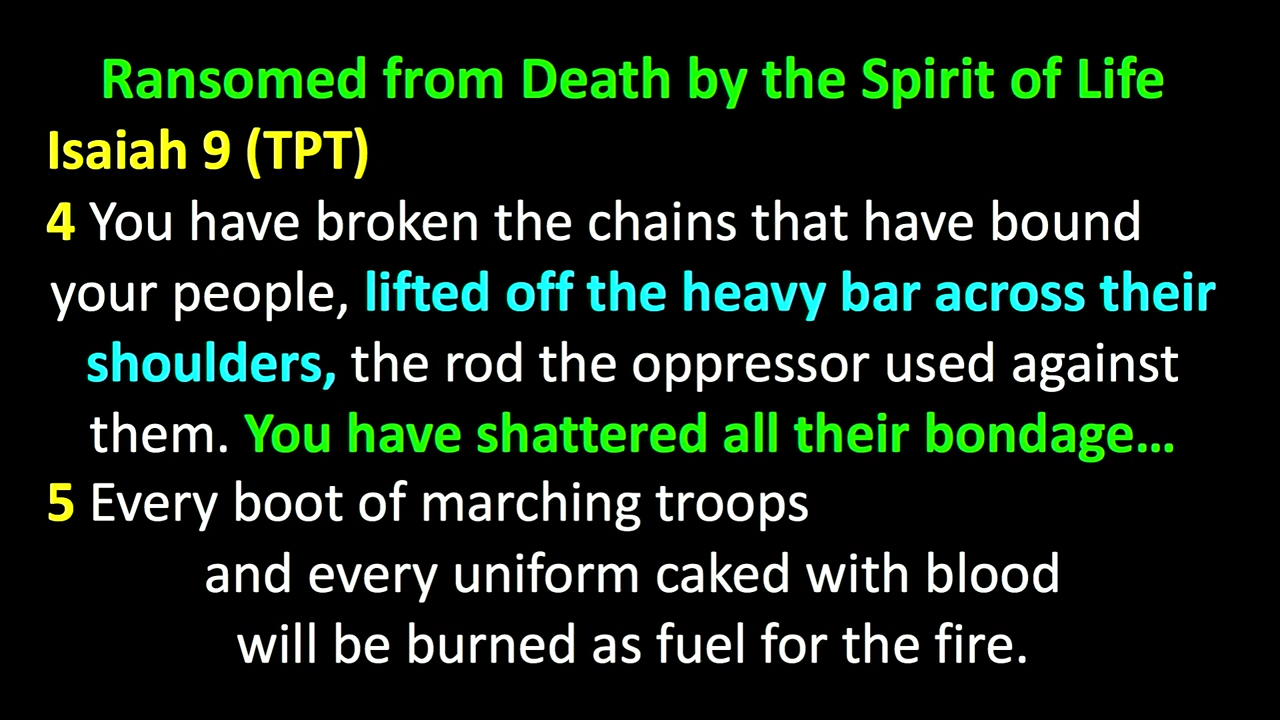 Ransomed from Death by the Spirit of Life
Isaiah 9 (TPT)
4 You have broken the chains that have bound
your people, lifted off the heavy bar across their
shoulders, the rod the oppressor used against
them. You have shattered all their bondage…
5 Every boot of marching troops
and every uniform caked with blood
will be burned as fuel for the fire.